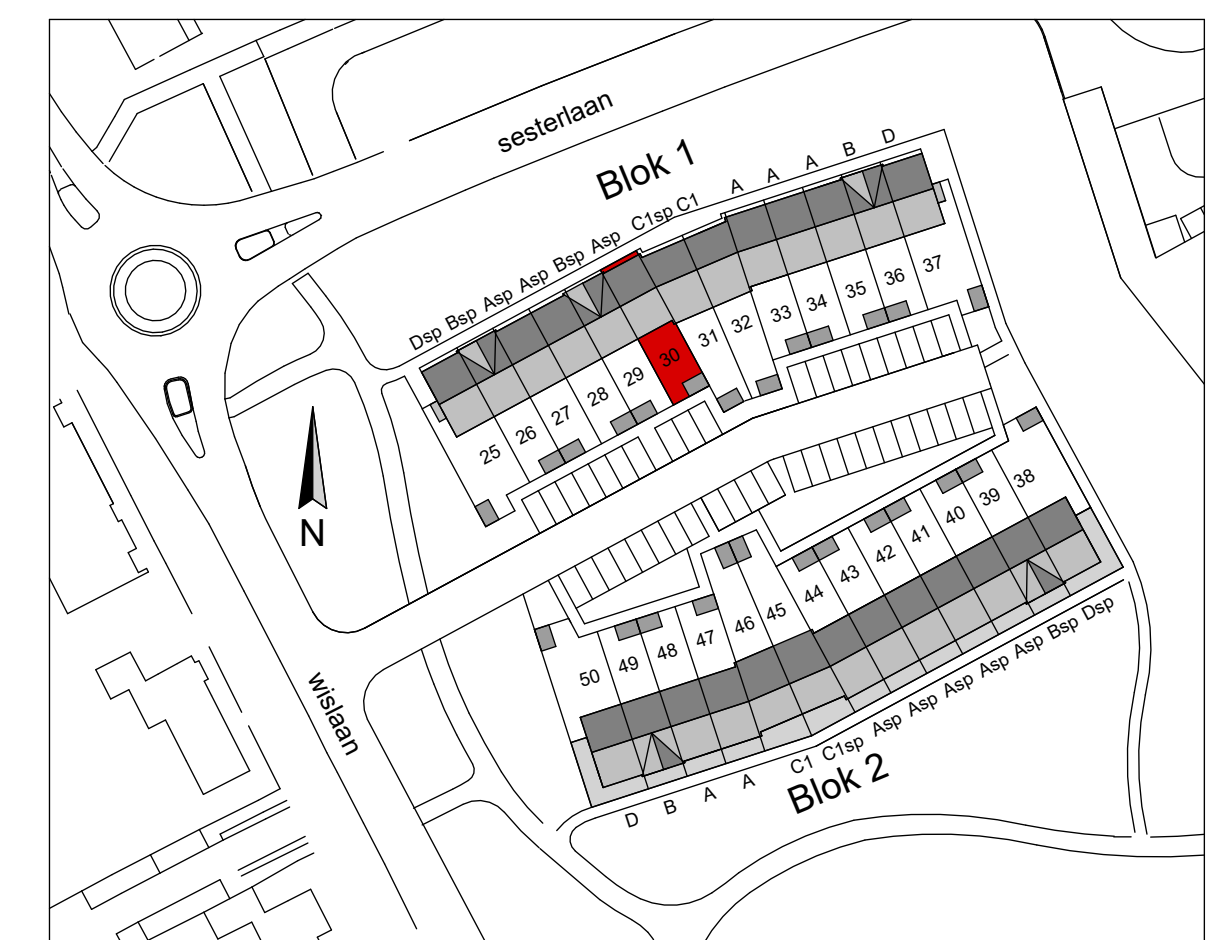 sesterlaan
Blok 1
Dsp Bsp Asp Asp Bsp Asp C1sp C1 A A A B D
25 26 27 28 29 30 31 32 33 34 35 36 37
N
wislaan
50 49 48 47 46 45 44 43 42 41 40 39 38
D B A A C1 C1sp Asp Asp Asp Asp Asp Bsp Dsp
Blok 2